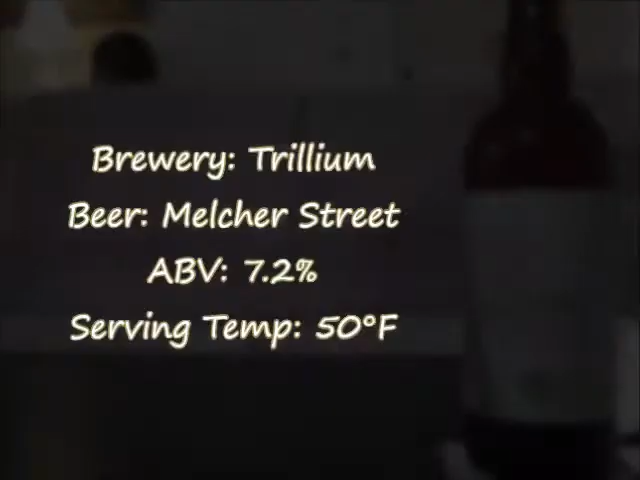 Brewery: Trillium
Beer: Melcher Street
ABV: 7.2%
Serving Temp: 50°F